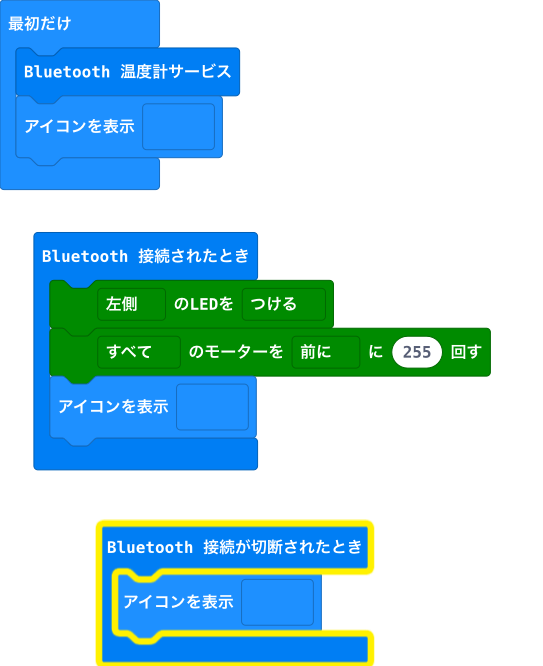 最初だけ
Bluetooth 温度計サービス
アイコンを表示
Bluetooth 接続されたとき
左側 のLEDを つける
すべて のモーターを 前に に 255 回す
アイコンを表示
Bluetooth 接続が切断されたとき
アイコンを表示